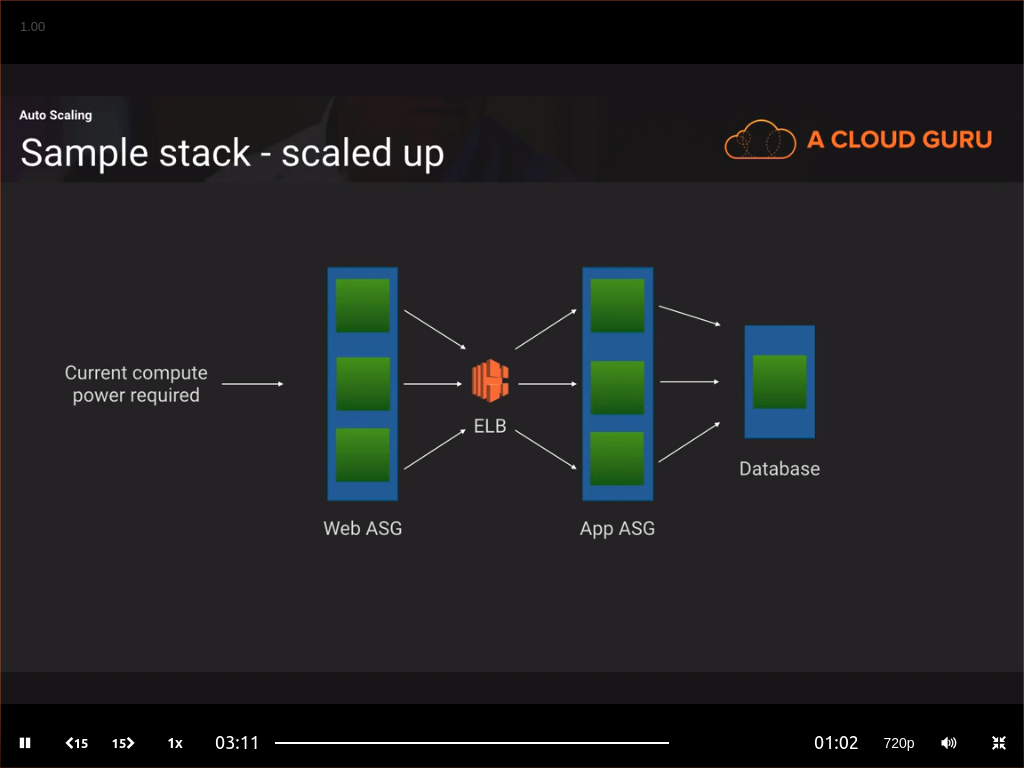 1.00
Auto Scaling
Sample stack - scaled up
A CLOUD GURU
Current compute
power required
ELB
Database
Web ASG
App ASG
15
15
1x
03:11
01:02
720p